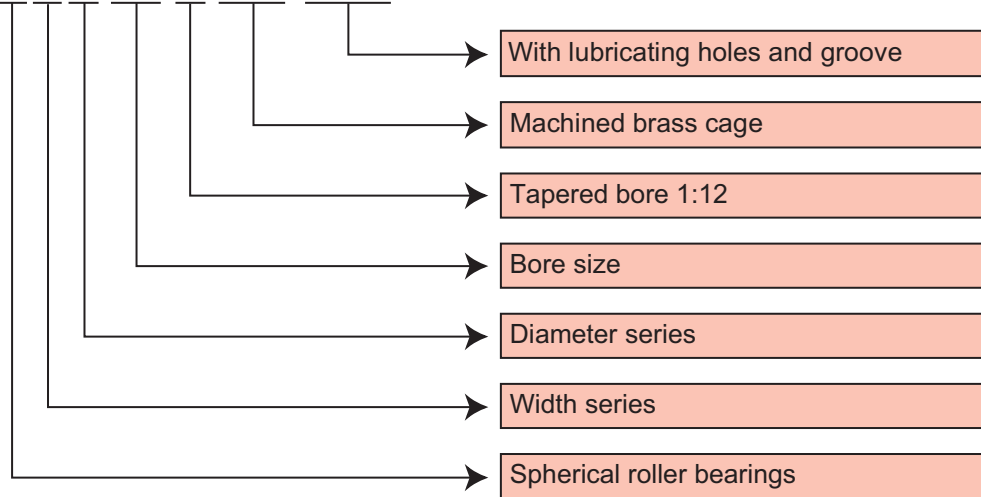 With lubricating holes and groove
Machined brass cage
Tapered bore 1:12
Bore size
Diameter series
Width series
Spherical roller bearings